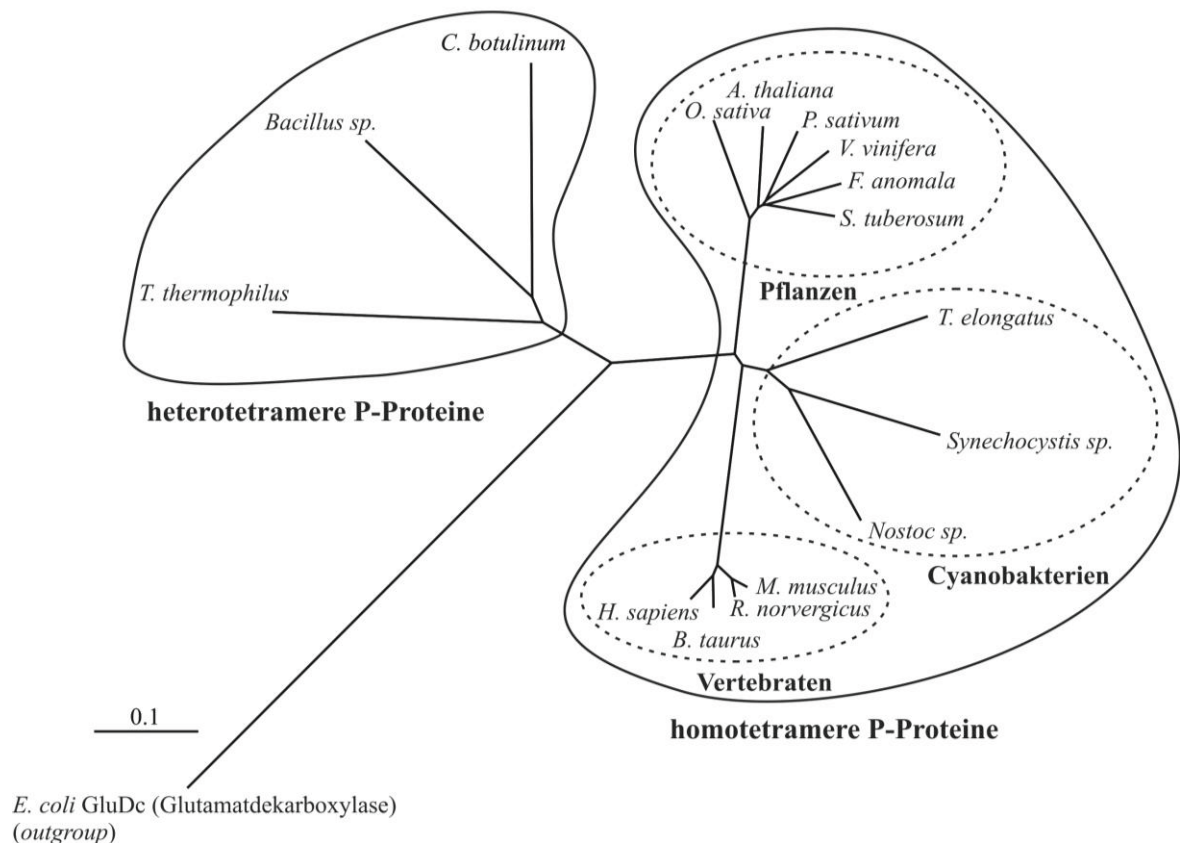 C. botulinum
Bacillus sp.
T. thermophilus
heterotetramere P-Proteine
A. thaliana
O. sativa
P. sativum
V. vinifera
F. anomala
S. tuberosum
Pflanzen
T. elongatus
Synechocystis sp.
Nostoc sp.
Cyanobakterien
M. musculus
H. sapiens
R. norvergicus
B. taurus
Vertebraten
homotetramere P-Proteine
0.1
E. coli GluDc (Glutamatdekarboxylase)
(outgroup)